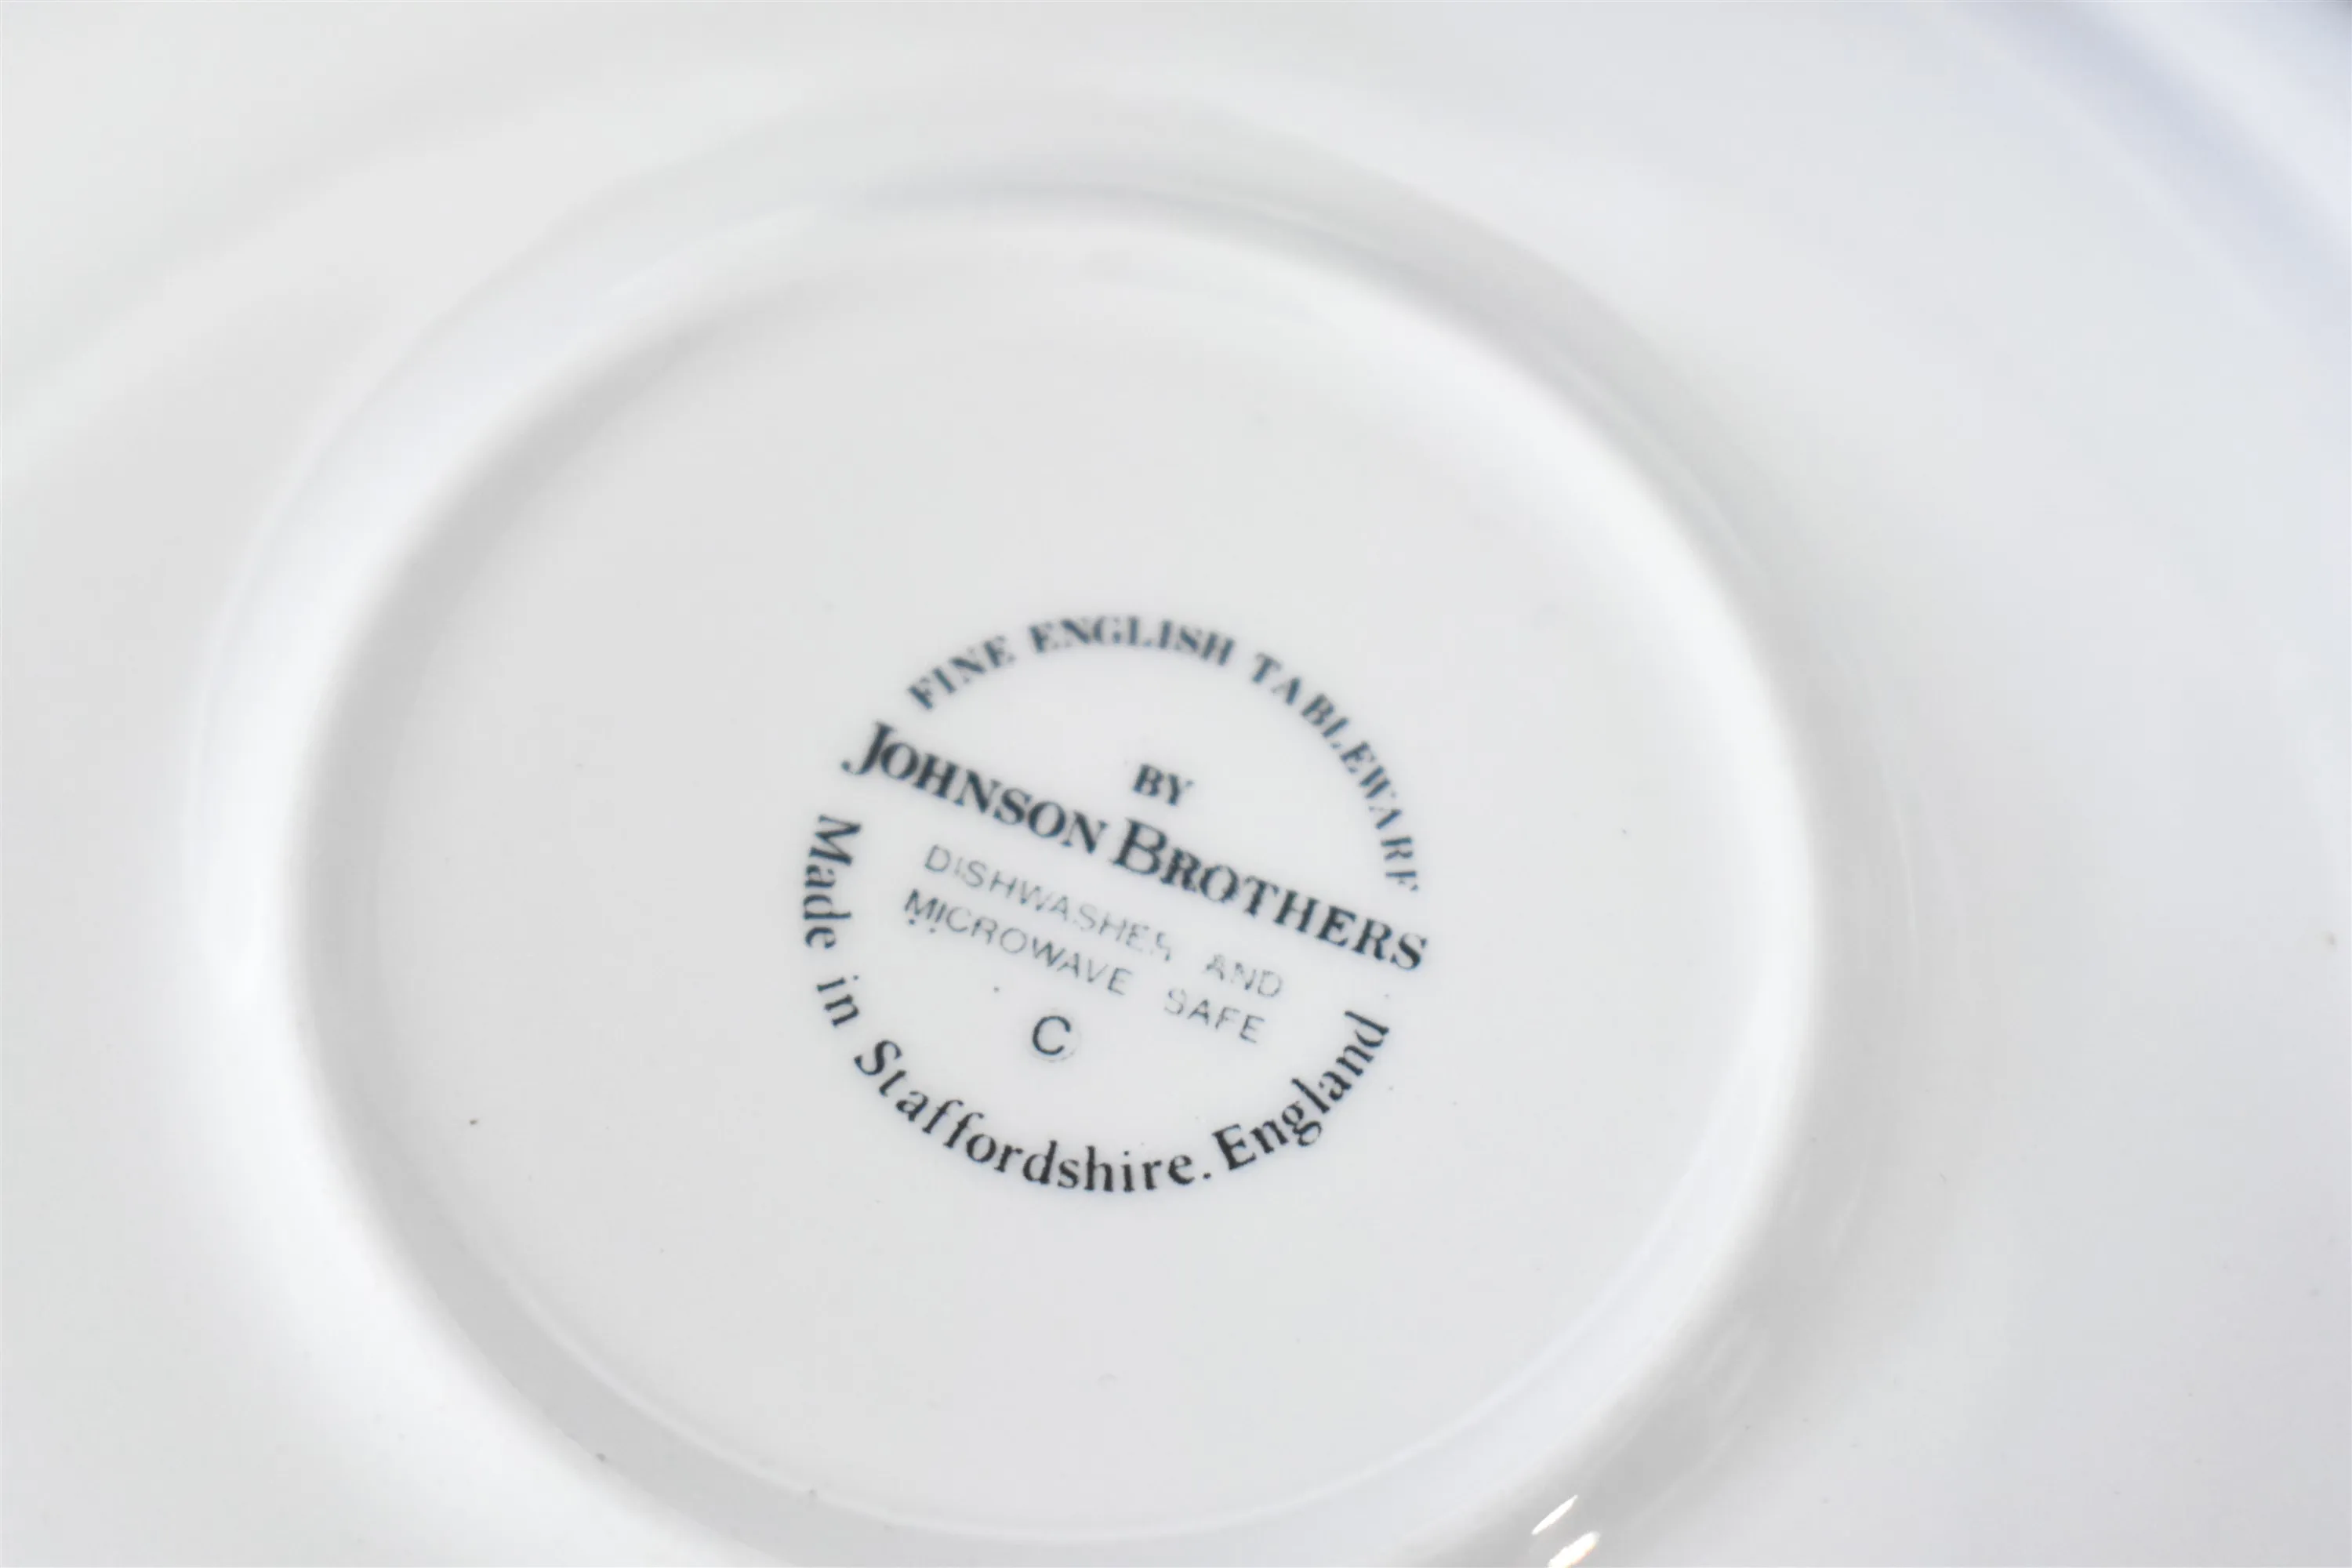 FINE ENGLISH TABLEWARE
BY
JOHNSON BROTHERS
DISHWASHER AND
MICROWAVE SAFE
C
Made in Staffordshire. England